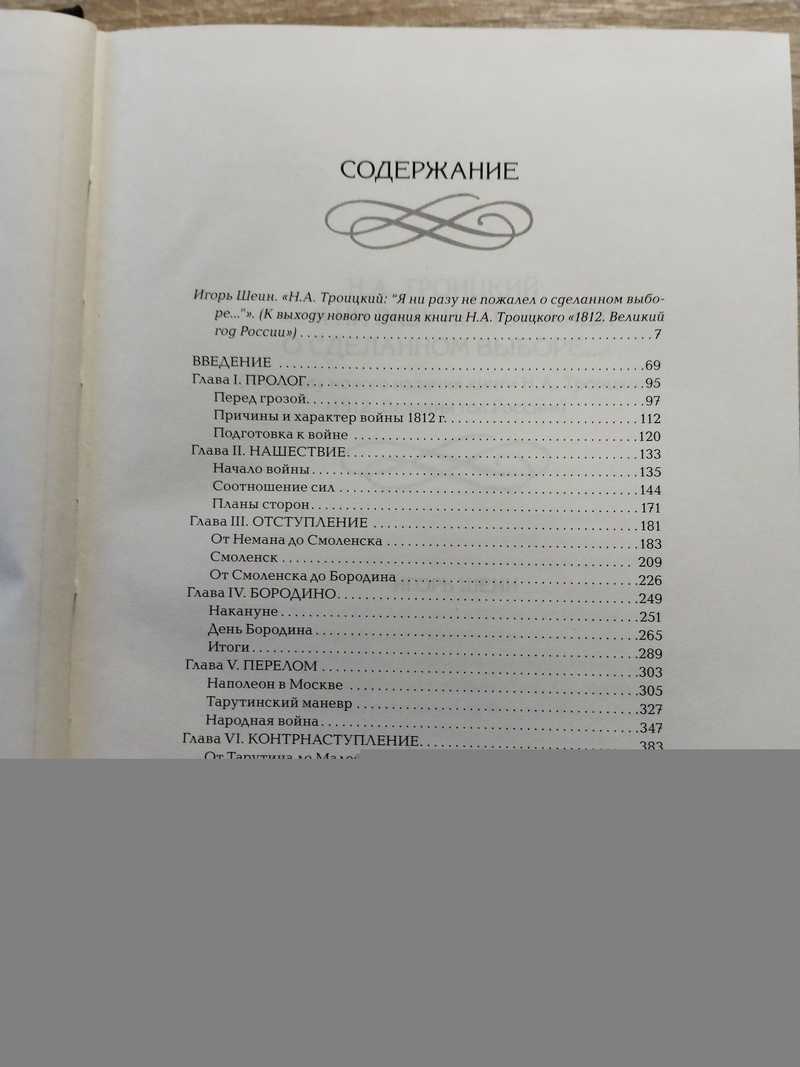 СОДЕРЖАНИЕ
Игорь Шеин. «Н.А. Троицкий: "Я ни разу не пожалел о сделанном выбо-
ре..."». (К выходу нового идания книги Н.А. Троицкого «1812. Великий
год России») 7
ВВЕДЕНИЕ 69
Глава I. ПРОЛОГ 95
Перед грозой 97
Причины и характер войны 1812 г. 112
Подготовка к войне 120
Глава II. НАШЕСТВИЕ 133
Начало войны 135
Соотношение сил 144
Планы сторон 171
Глава III. ОТСТУПЛЕНИЕ 181
От Немана до Смоленска 183
Смоленск 209
От Смоленска до Бородина 226
Глава IV. БОРОДИНО 249
Накануне 251
День Бородина 265
Итоги 289
Глава V. ПЕРЕЛОМ 303
Наполеон в Москве 305
Тарутинский маневр 327
Народная война 347
Глава VI. КОНТРНАСТУПЛЕНИЕ 383
От Тарутина до